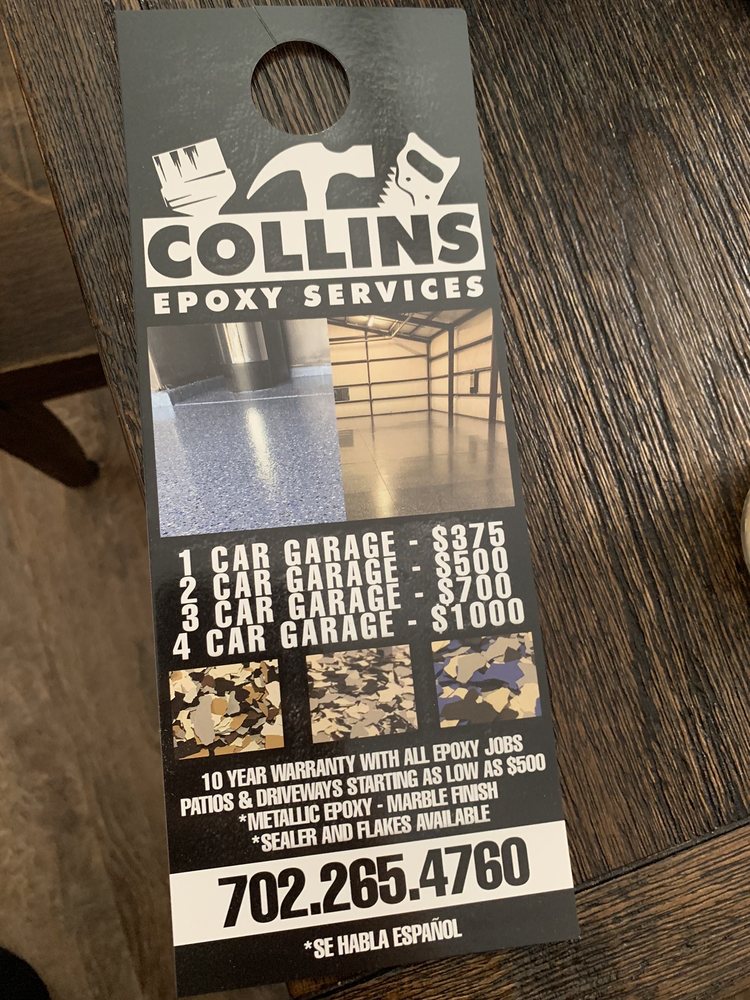 COLLINS
EPOXY SERVICES
1 CAR GARAGE - $375
2 CAR GARAGE - $500
3 CAR GARAGE - $700
4 CAR GARAGE - $1000
10 YEAR WARRANTY WITH ALL EPOXY JOBS
PATIOS & DRIVEWAYS STARTING AS LOW AS $500
*METALLIC EPOXY - MARBLE FINISH
*SEALER AND FLAKES AVAILABLE
702.265.4760
*SE HABLA ESPAÑOL